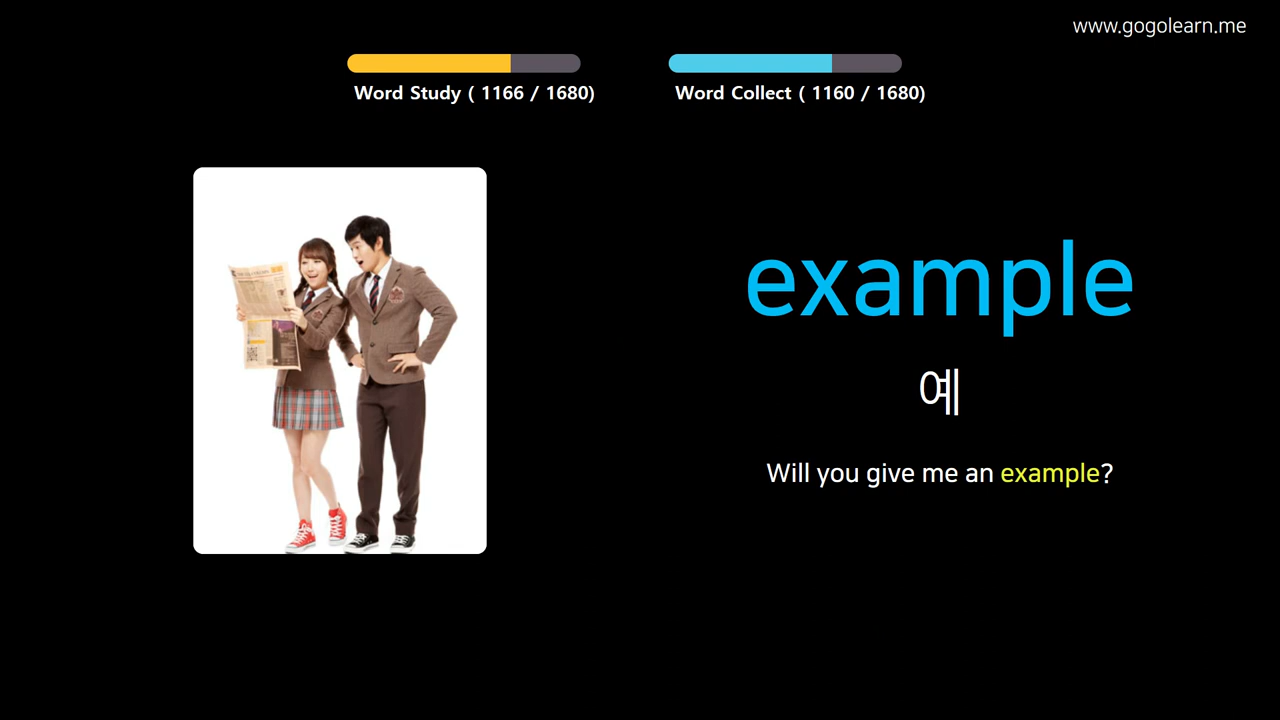 www.gogolearn.me
Word Study ( 1166 / 1680)
Word Collect ( 1160 / 1680)
example
예
Will you give me an example?